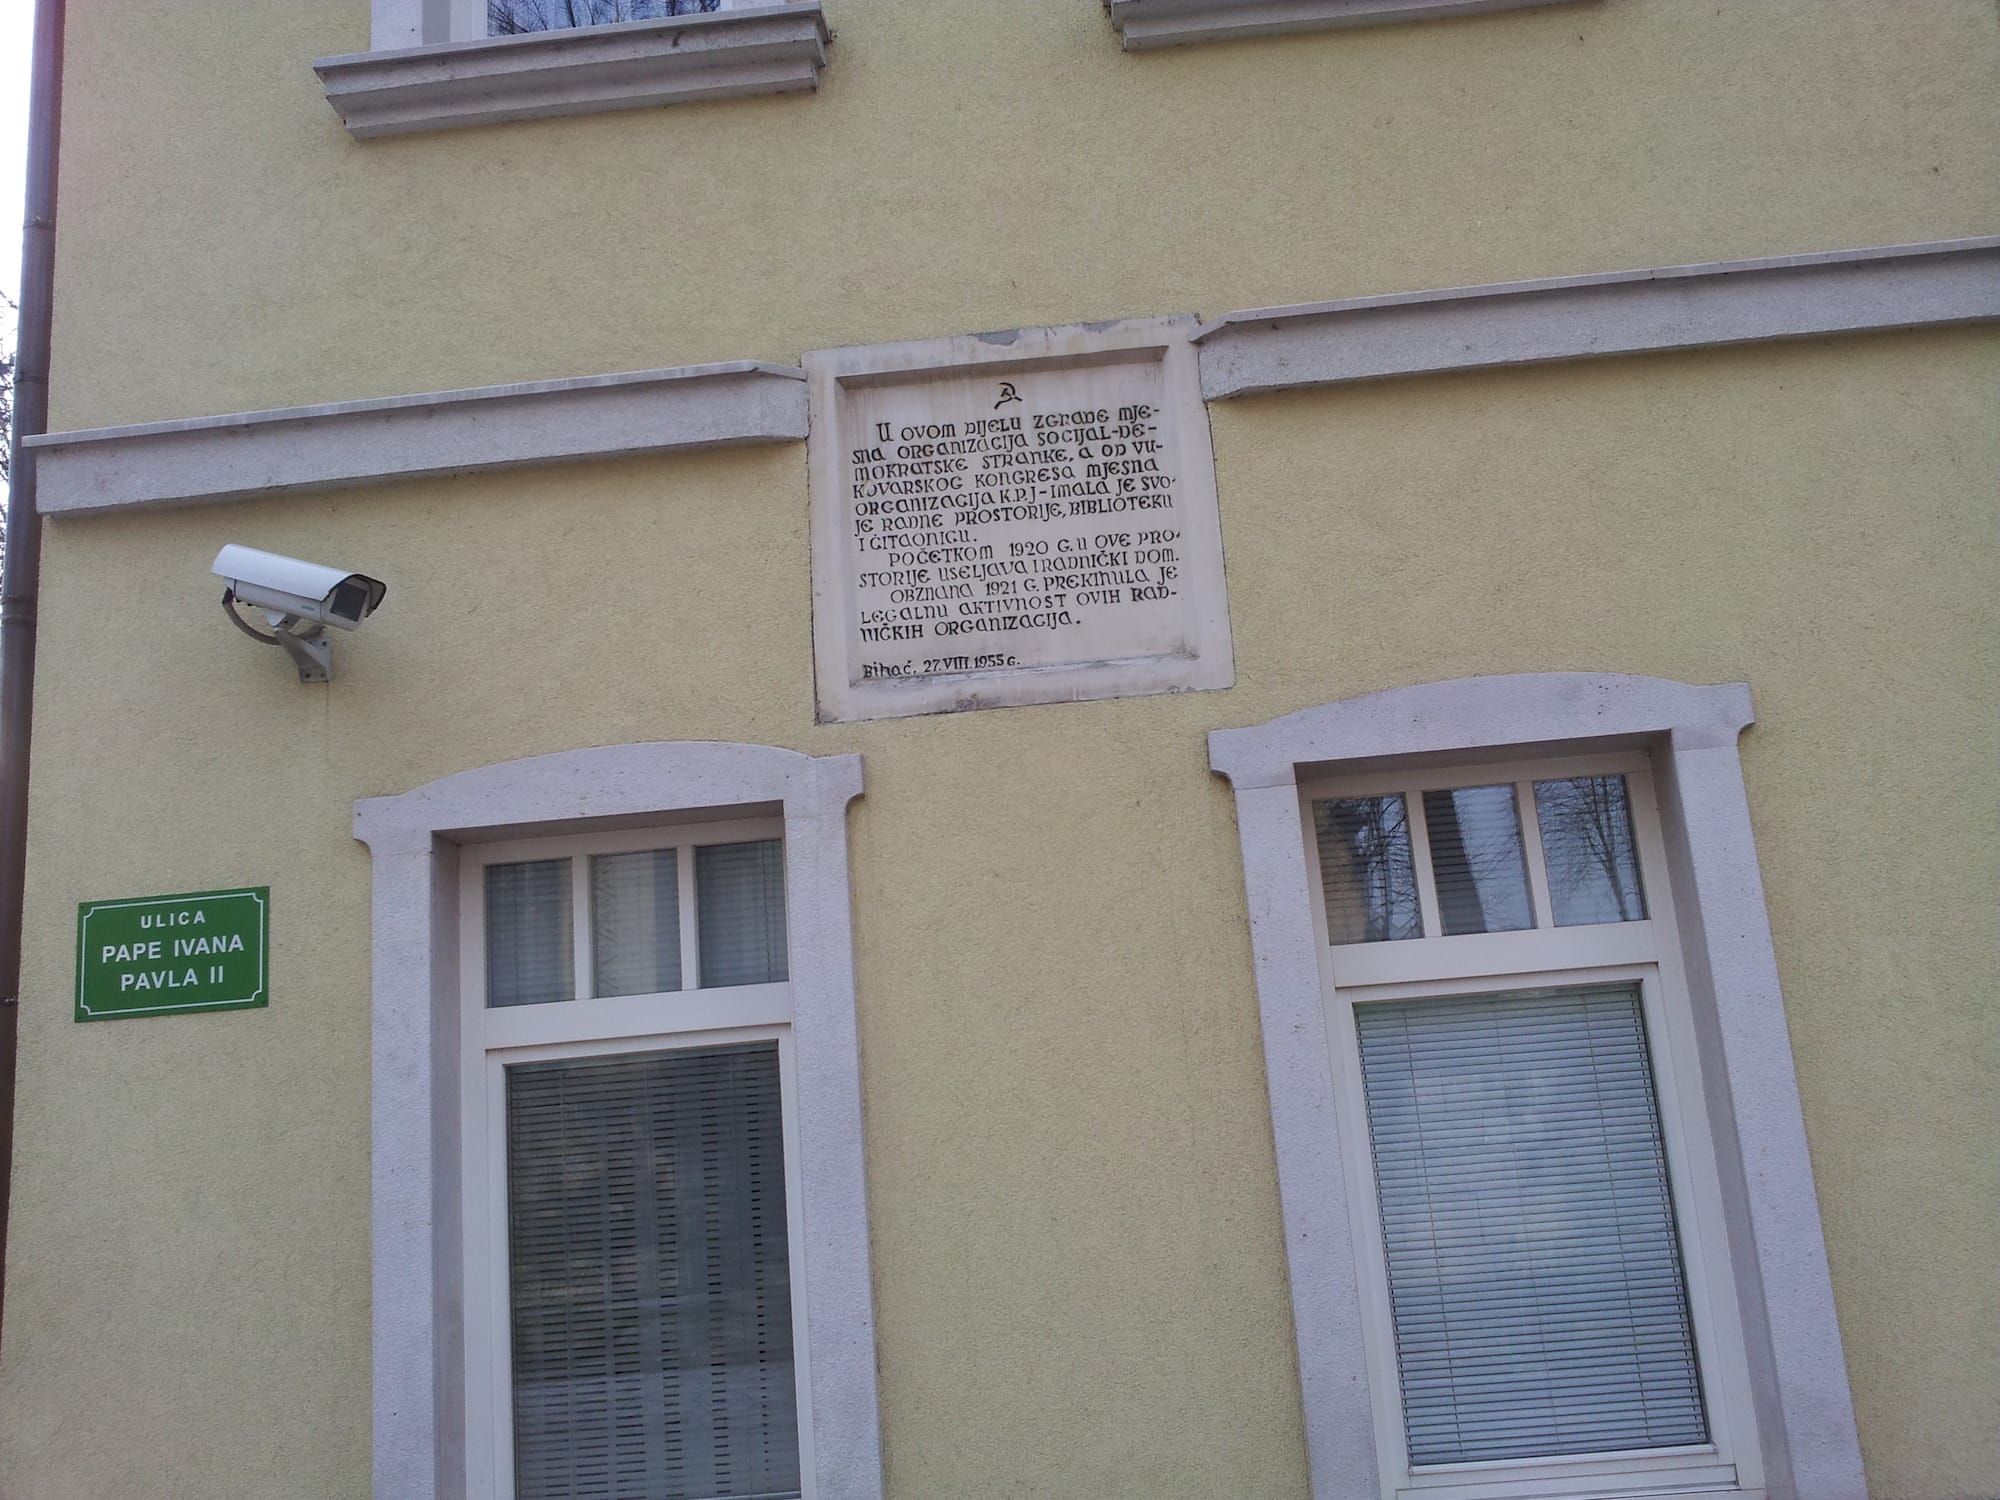 U OVOM DIJELU ZGRADE MJE-
SNA ORGANIZACIJA SOCIJAL-DE-
MOKRATSKE STRANKE, A OD VU-
KOVARSKOG KONGRESA MJESNA
ORGANIZACIJA K.P.J-IMALA JE SVO-
JE RADNE PROSTORIJE, BIBLIOTEKU
I ČITAONICU.
POČETKOM 1920 G. U OVE PRO-
STORIJE USELJAVA I RADNIČKI DOM.
OBZNANA 1921 G. PREKINULA JE
LEGALNU AKTIVNOST OVIH RAD-
NIČKIH ORGANIZACIJA.
Bihać, 27.VIII.1955 G.
ULICA
PAPE IVANA
PAVLA II